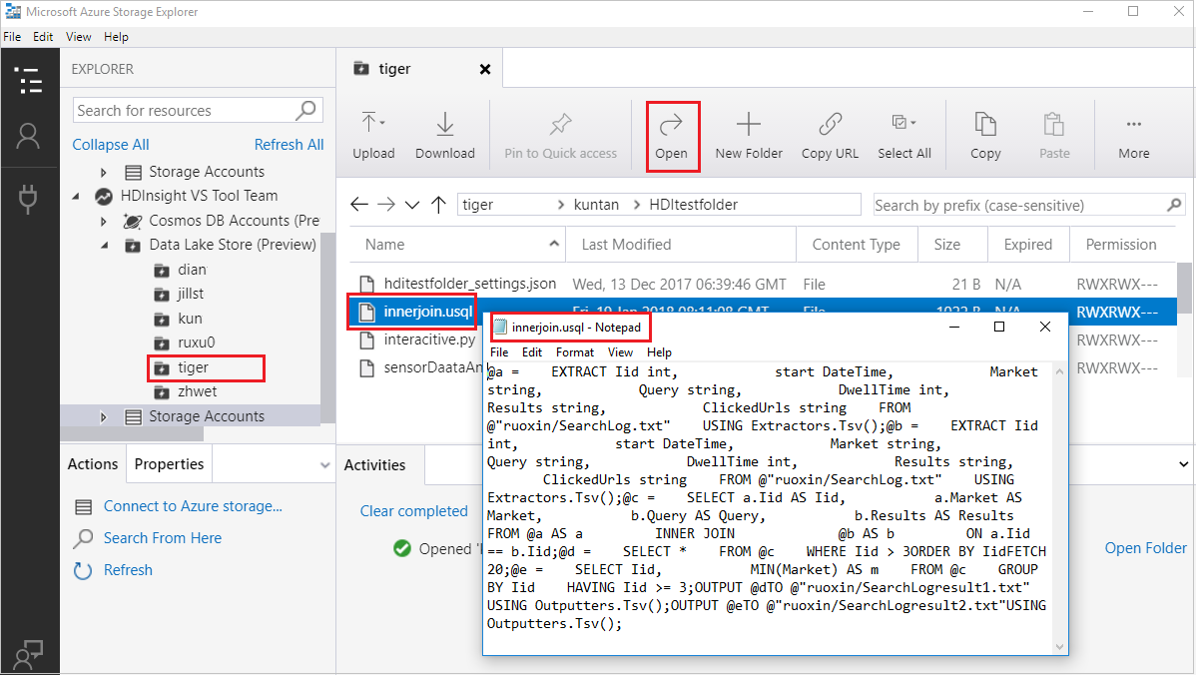 Microsoft Azure Storage Explorer
File Edit View Help
EXPLORER
Search for resources
Collapse All Refresh All
Storage Accounts
HDInsight VS Tool Team
Cosmos DB Accounts (Pre
Data Lake Store (Preview)
dian
jillst
kun
ruxu0
tiger
zhwet
Storage Accounts
Actions Properties
Connect to Azure storage...
Search From Here
Refresh
tiger
Upload Download Pin to Quick access Open New Folder Copy URL Select All Copy Paste More
tiger kuntan HDItestfolder
Search by prefix (case-sensitive)
Name Last Modified Content Type Size Expired Permission
hditestfolder_settings.json Wed, 13 Dec 2017 06:39:46 GMT File 21 B N/A RWXRWX---
innerjoin.usql Fri, 19 Jan 2018 08:11:08 GMT File 1022 B N/A RWXRWX---
interacitive.py RWXRWX---
sensorDaataAn RWXRWX---
innerjoin.usql - Notepad
File Edit Format View Help
@a = EXTRACT Iid int, start DateTime, Market
string, Query string, DwellTime int,
Results string, ClickedUrls string FROM
@"ruoxin/SearchLog.txt" USING Extractors.Tsv();@b = EXTRACT Iid
int, start DateTime, Market string,
Query string, DwellTime int, Results string,
ClickedUrls string FROM @"ruoxin/SearchLog.txt" USING
Extractors.Tsv();@c = SELECT a.Iid AS Iid, a.Market AS
Market, b.Query AS Query, b.Results AS Results
FROM @a AS a INNER JOIN @b AS b ON a.Iid
== b.Iid;@d = SELECT * FROM @c WHERE Iid > 3ORDER BY IidFETCH
20;@e = SELECT Iid, MIN(Market) AS m FROM @c GROUP
BY Iid HAVING Iid >= 3;OUTPUT @dTO @"ruoxin/SearchLogresult1.txt"
USING Outputters.Tsv();OUTPUT @eTO @"ruoxin/SearchLogresult2.txt"USING
Outputters.Tsv();
Activities
Clear completed
Opened
Open Folder